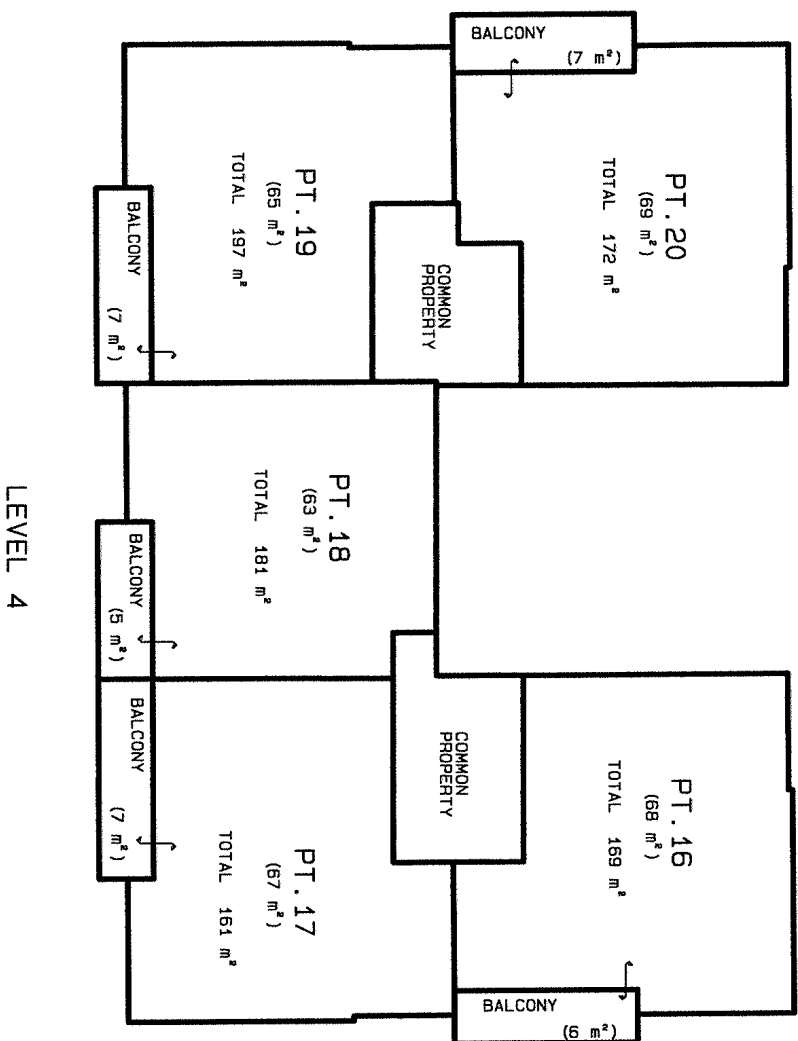 BALCONY
(7 m²)
PT.20
(69 m²)
TOTAL 172 m²
PT.19
(65 m²)
TOTAL 197 m²
BALCONY
(7 m²)
COMMON
PROPERTY
PT.18
(63 m²)
TOTAL 181 m²
BALCONY
(5 m²)
COMMON
PROPERTY
PT.16
(68 m²)
TOTAL 169 m²
BALCONY
(6 m²)
PT.17
(67 m²)
TOTAL 161 m²
BALCONY
(7 m²)
LEVEL 4